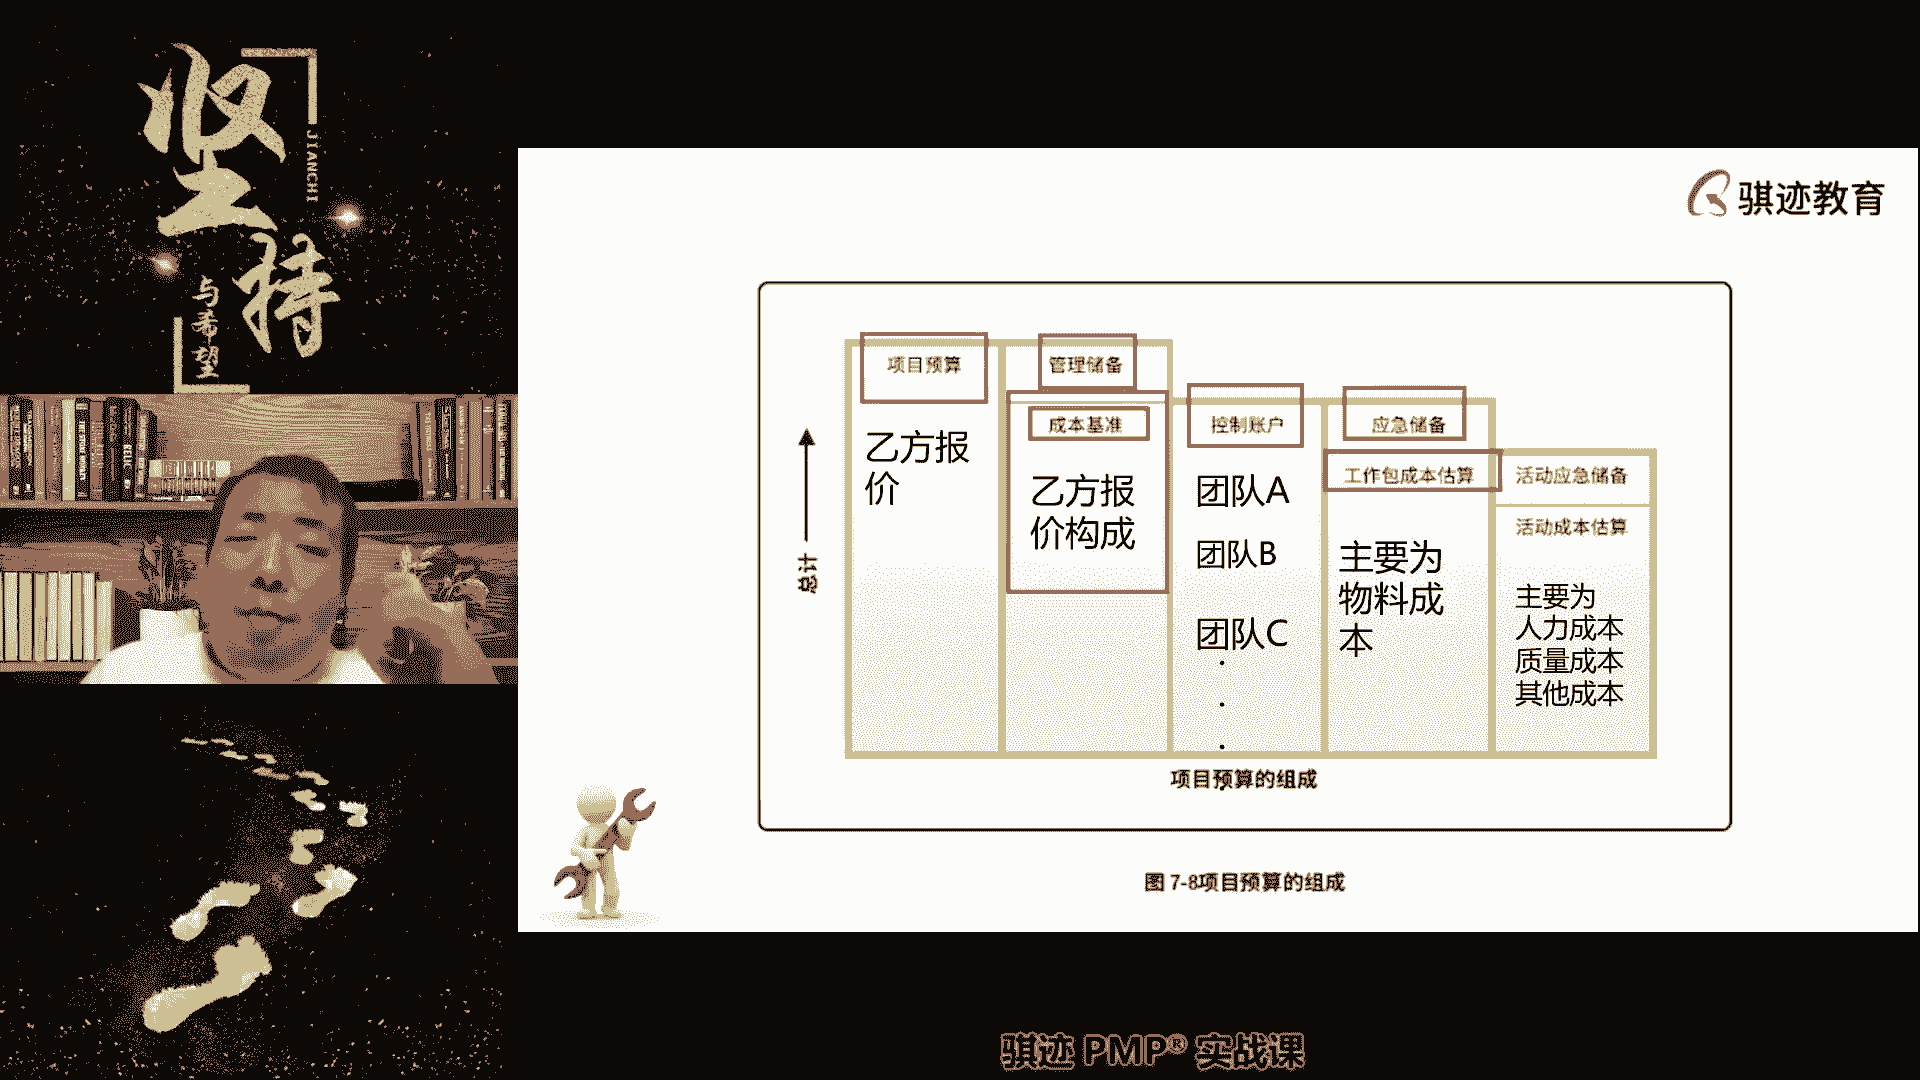 坚持
JIANCHI
与希望
骐迹教育
项目预算
乙方报
价
管理储备
成本基准
乙方报
价构成
控制账户
团队A
团队B
团队C
应急储备
工作包成本估算
主要为
物料成
本
活动应急储备
活动成本估算
主要为
人力成本
质量成本
其他成本
总计
项目预算的组成
图 7-8项目预算的组成
骐迹 PMP® 实战课